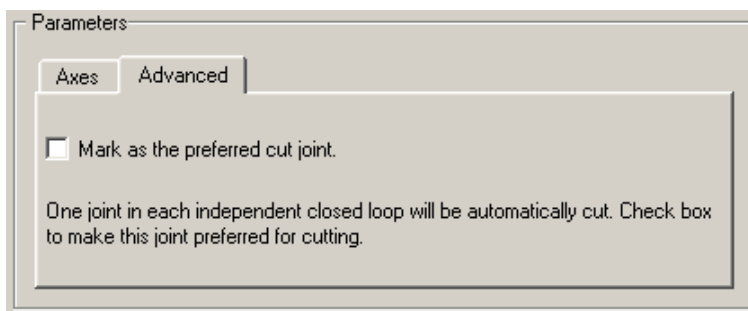 Parameters
Axes
Advanced
Mark as the preferred cut joint.
One joint in each independent closed loop will be automatically cut. Check box
to make this joint preferred for cutting.